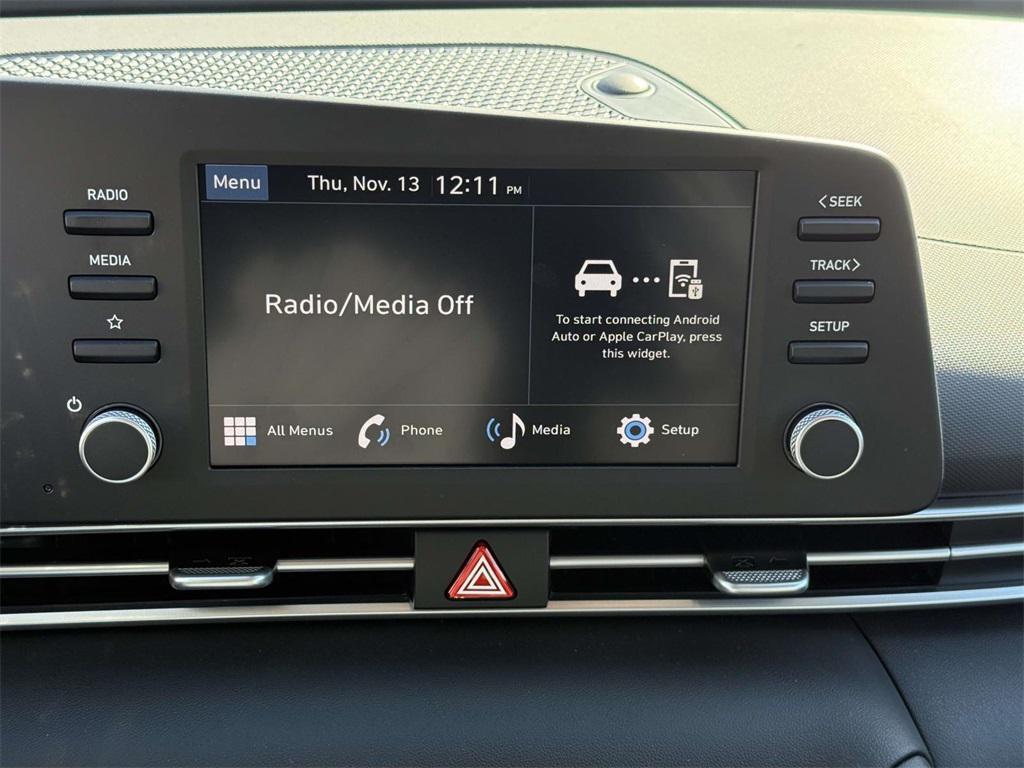 Menu
Thu, Nov. 13 12:11 PM
RADIO
MEDIA
Radio/Media Off
To start connecting Android
Auto or Apple CarPlay, press
this widget.
<SEEK
TRACK>
SETUP
All Menus
Phone
Media
Setup